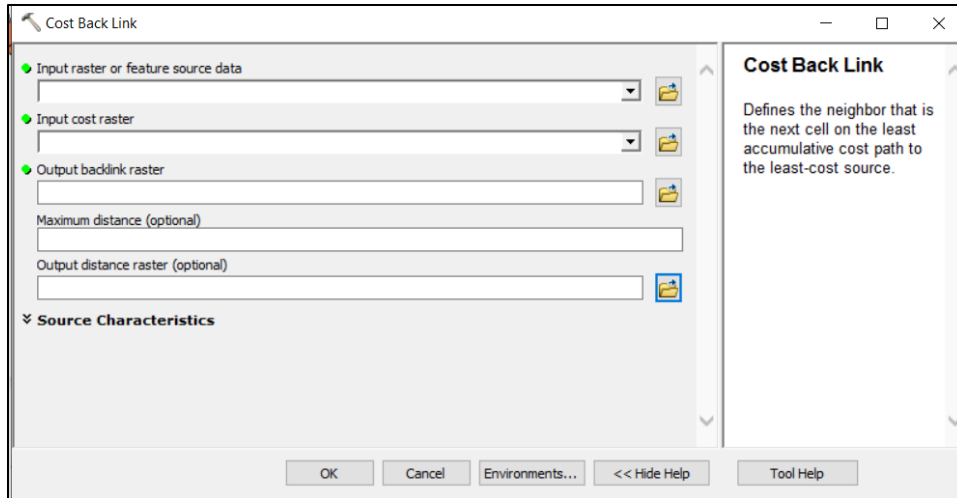 Cost Back Link
Input raster or feature source data
Input cost raster
Output backlink raster
Maximum distance (optional)
Output distance raster (optional)
Source Characteristics
Cost Back Link
Defines the neighbor that is
the next cell on the least
accumulative cost path to
the least-cost source.
OK
Cancel
Environments...
<< Hide Help
Tool Help